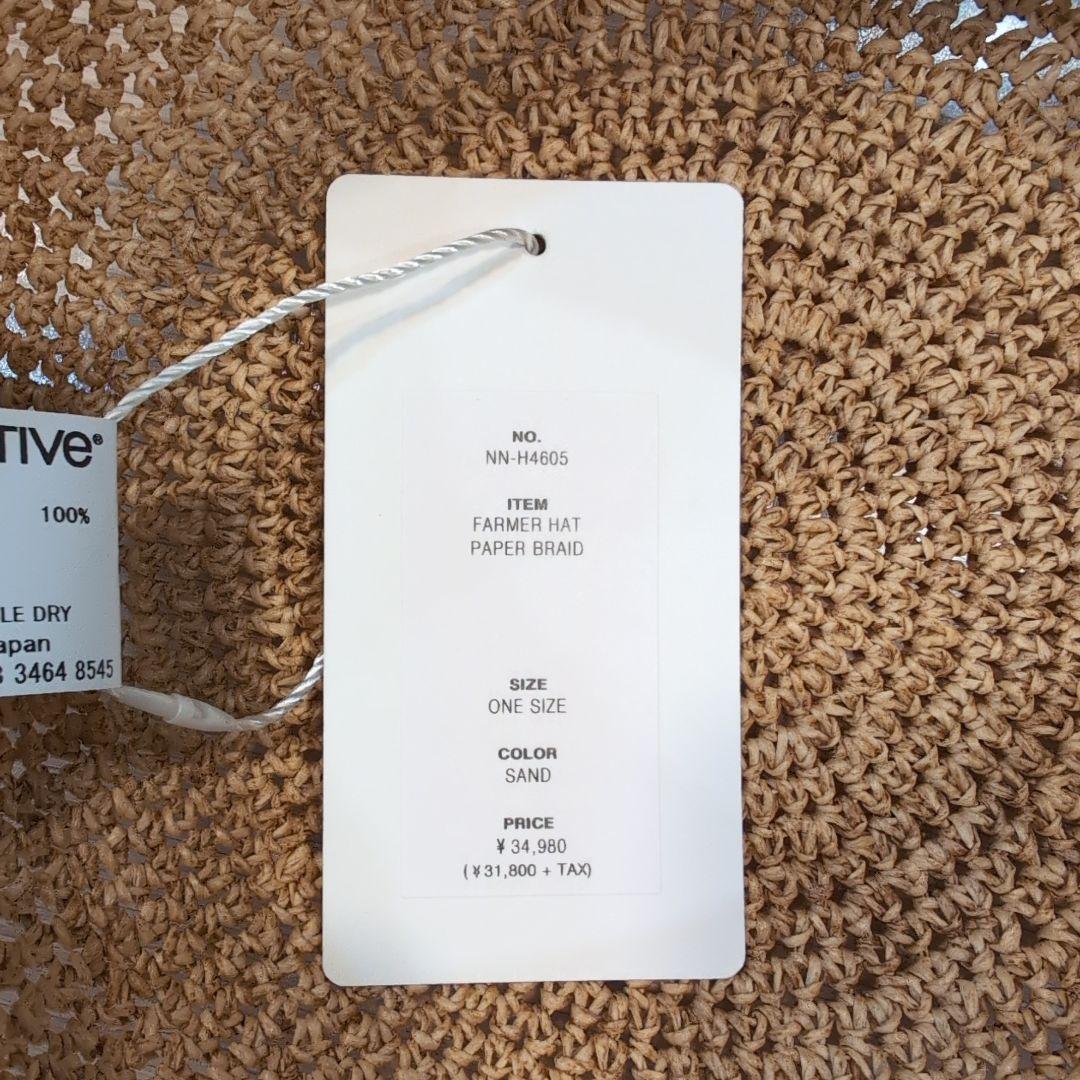 TIVe®
100%
LE DRY
apan
3 3464 8545
NO.
NN-H4605
ITEM
FARMER HAT
PAPER BRAID
SIZE
ONE SIZE
COLOR
SAND
PRICE
¥ 34,980
(¥31,800 + TAX)